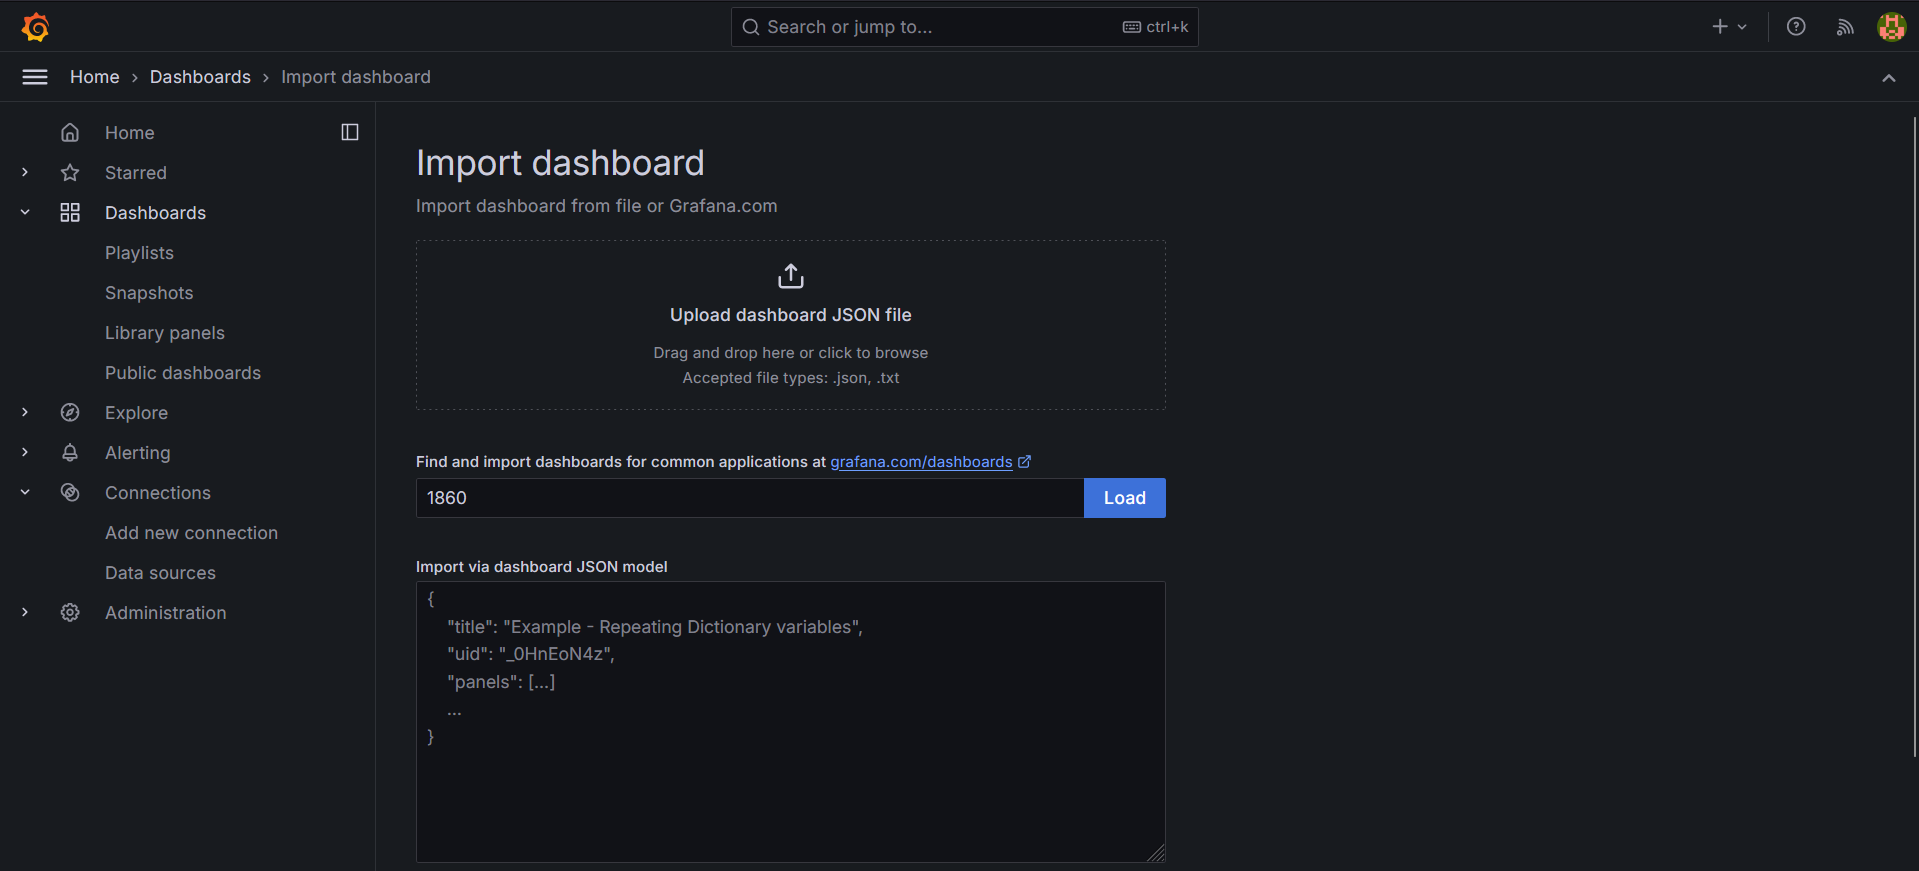 Search or jump to...
ctrl+k
Home
Dashboards
Import dashboard
Home
Starred
Dashboards
Playlists
Snapshots
Library panels
Public dashboards
Explore
Alerting
Connections
Add new connection
Data sources
Administration
Import dashboard
Import dashboard from file or Grafana.com
Upload dashboard JSON file
Drag and drop here or click to browse
Accepted file types: .json, .txt
Find and import dashboards for common applications at grafana.com/dashboards
1860
Load
Import via dashboard JSON model
{
"title": "Example - Repeating Dictionary variables",
"uid": "_0HnEoN4z",
"panels": [...]
...
}